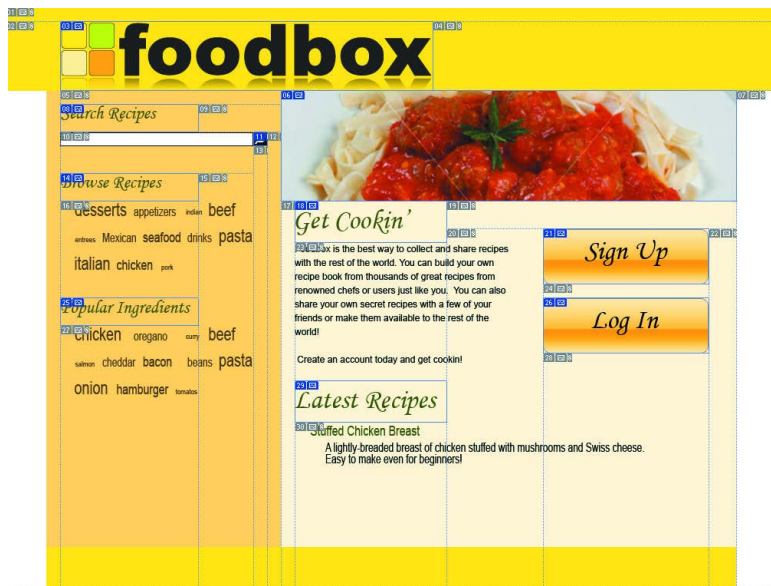 foodbox
Search Recipes
Browse Recipes
desserts appetizers indian beef
entrees Mexican seafood drinks pasta
italian chicken pork
Popular Ingredients
chicken oregano curry beef
salmon cheddar bacon beans pasta
onion hamburger tomatos
Get Cookin'
Foodbox is the best way to collect and share recipes
with the rest of the world. You can build your own
recipe book from thousands of great recipes from
renowned chefs or users just like you. You can also
share your own secret recipes with a few of your
friends or make them available to the rest of the
world!
Create an account today and get cookin!
Sign Up
Log In
Latest Recipes
Stuffed Chicken Breast
A lightly-breaded breast of chicken stuffed with mushrooms and Swiss cheese.
Easy to make even for beginners!